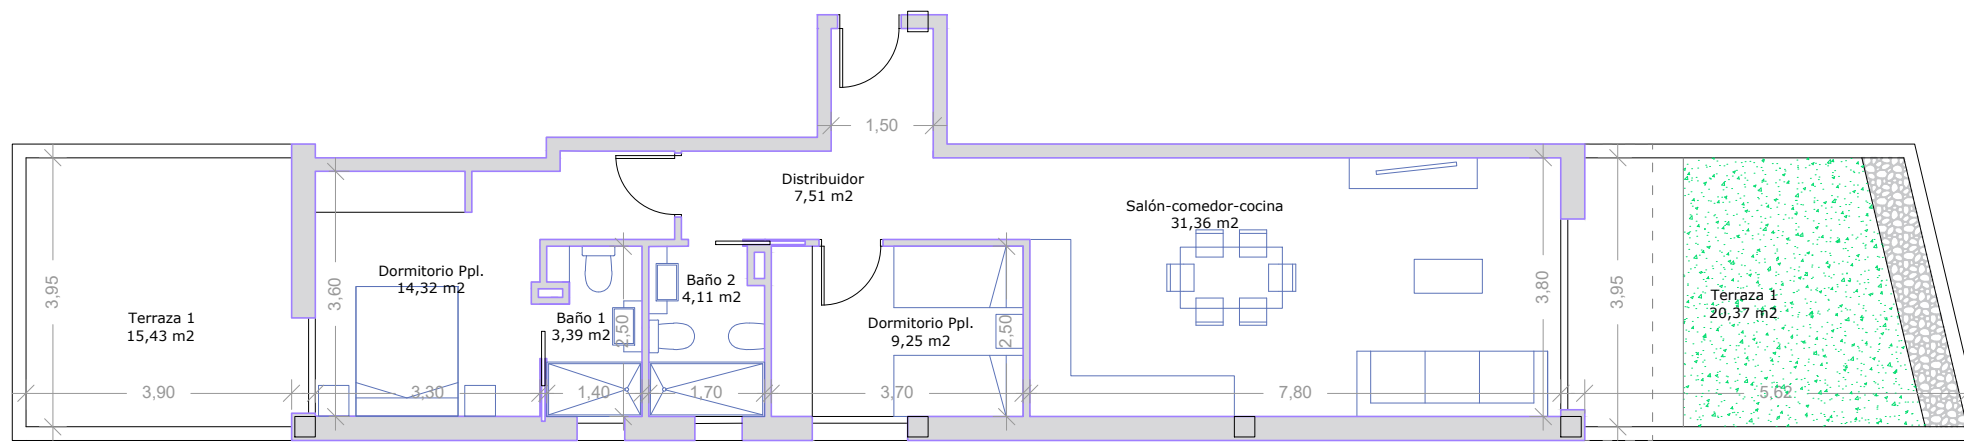 1,50
Distribuidor
7,51 m2
Salón-comedor-cocina
31,36 m2
Dormitorio Ppl.
14,32 m2
Baño 2
4,11 m2
3,95
3,60
3,80
3,95
Terraza 1
15,43 m2
Baño 1
3,39 m2
2,50
Dormitorio Ppl.
9,25 m2
2,50
Terraza 1
20,37 m2
3,90
3,30
1,40
1,70
3,70
7,80
5,62